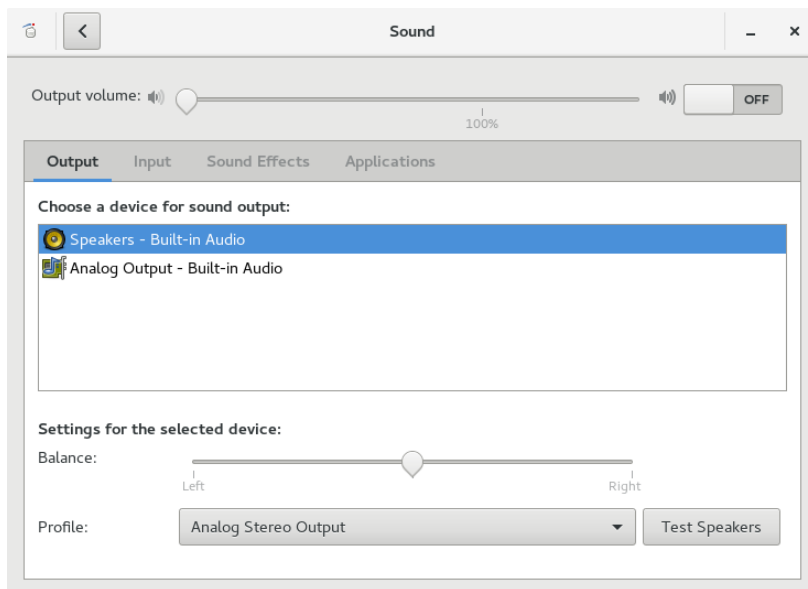 Sound
Output volume:
OFF
100%
Output Input Sound Effects Applications
Choose a device for sound output:
Speakers - Built-in Audio
Analog Output - Built-in Audio
Settings for the selected device:
Balance:
Left Right
Profile: Analog Stereo Output Test Speakers